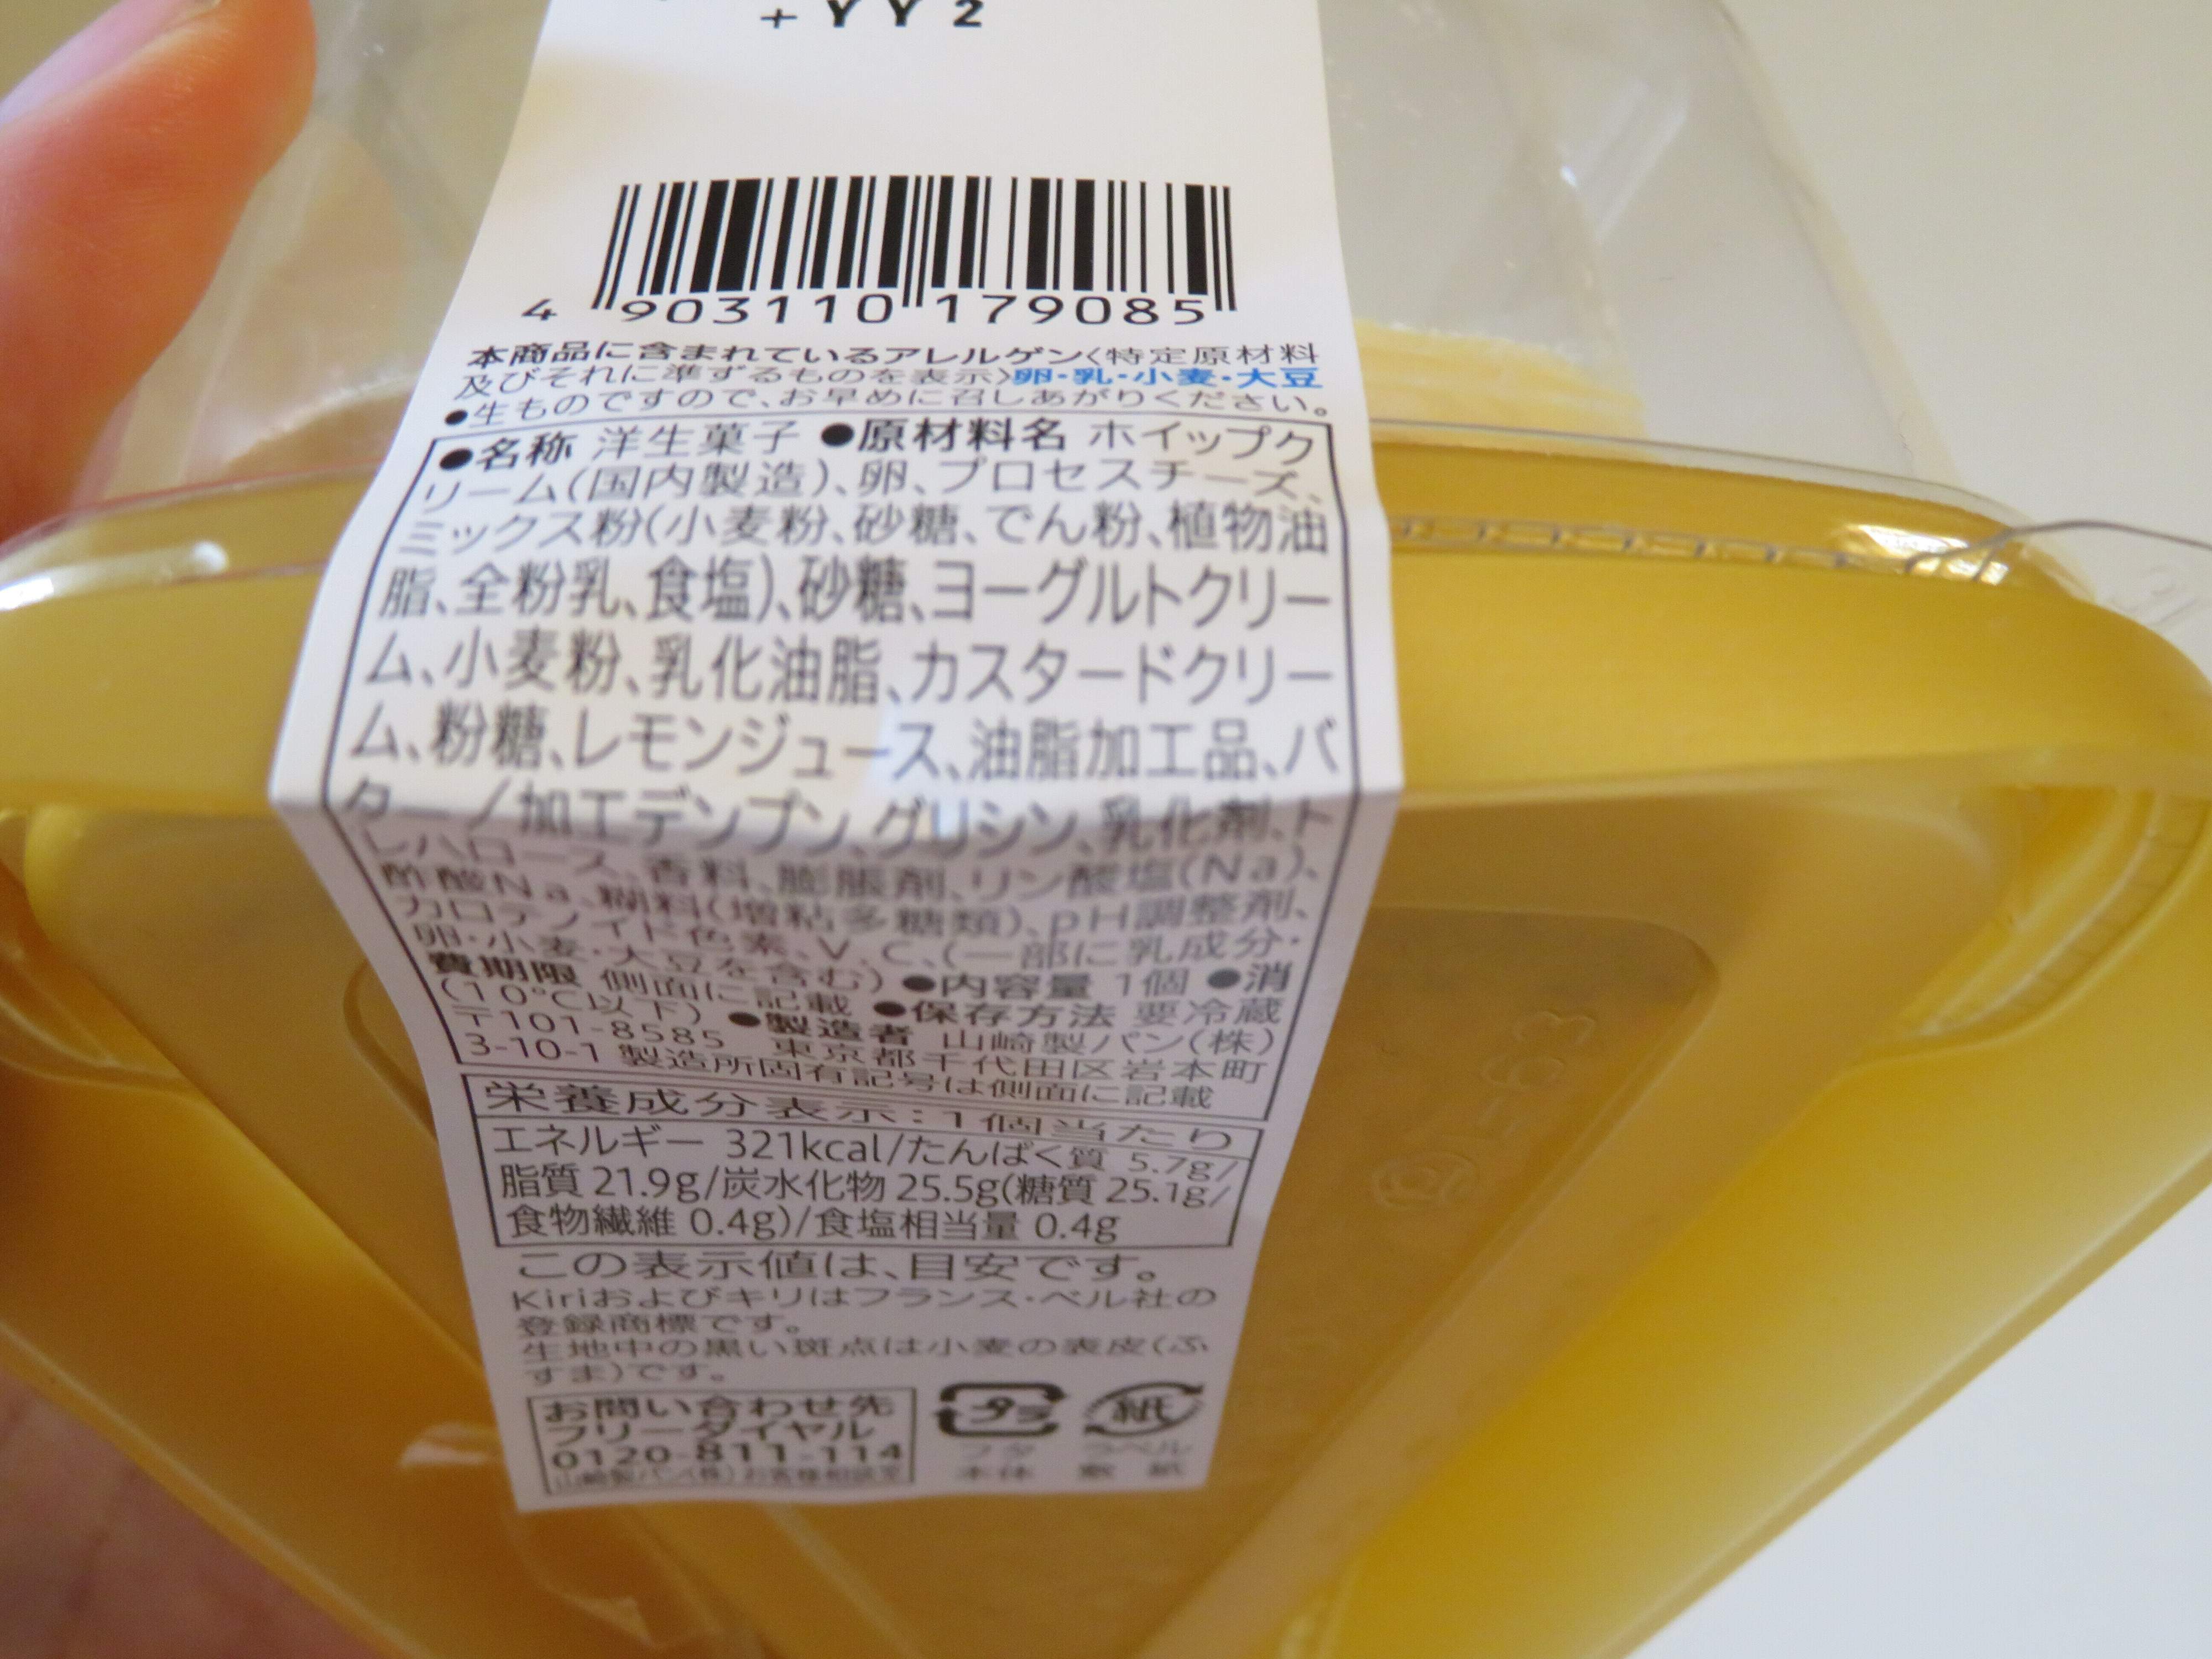 + Y Y 2
4 903110 179085
本商品に含まれているアレルゲン〈特定原材料
及びそれに準ずるものを表示〉卵・乳・小麦・大豆
●生ものですので、お早めに召しあがりください。
●名称 洋生菓子 ●原材料名 ホイップク
リーム(国内製造)、卵、プロセスチーズ、
ミックス粉(小麦粉、砂糖、でん粉、植物油
脂、全粉乳、食塩)、砂糖、ヨーグルトクリー
ム、小麦粉、乳化油脂、カスタードクリー
ム、粉糖、レモンジュース、油脂加工品、バ
ター/加工デンプン、グリシン、乳化剤、ト
レハロース、香料、膨脹剤、リン酸塩(Na)、
酢酸Na、糊料(増粘多糖類)、pH調整剤、
カロテノイド色素、V.C、(一部に乳成分・
卵・小麦・大豆を含む) ●内容量 1個 ●消
費期限 側面に記載 ●保存方法 要冷蔵
(10℃以下) ●製造者 山崎製パン(株)
〒101-8585 東京都千代田区岩本町
3-10-1 製造所固有記号は側面に記載
栄養成分表示:1個当たり
エネルギー 321kcal/たんぱく質 5.7g/
脂質 21.9g/炭水化物 25.5g(糖質 25.1g/
食物繊維 0.4g)/食塩相当量 0.4g
この表示値は、目安です。
Kiriおよびキリはフランス・ベル社の
登録商標です。
生地中の黒い斑点は小麦の表皮(ふ
すま)です。
お問い合わせ先
フリーダイヤル
0120-811-114
山崎製パン(株) お客様相談室
プラ 紙
フタ ラベル
本体 敷 紙